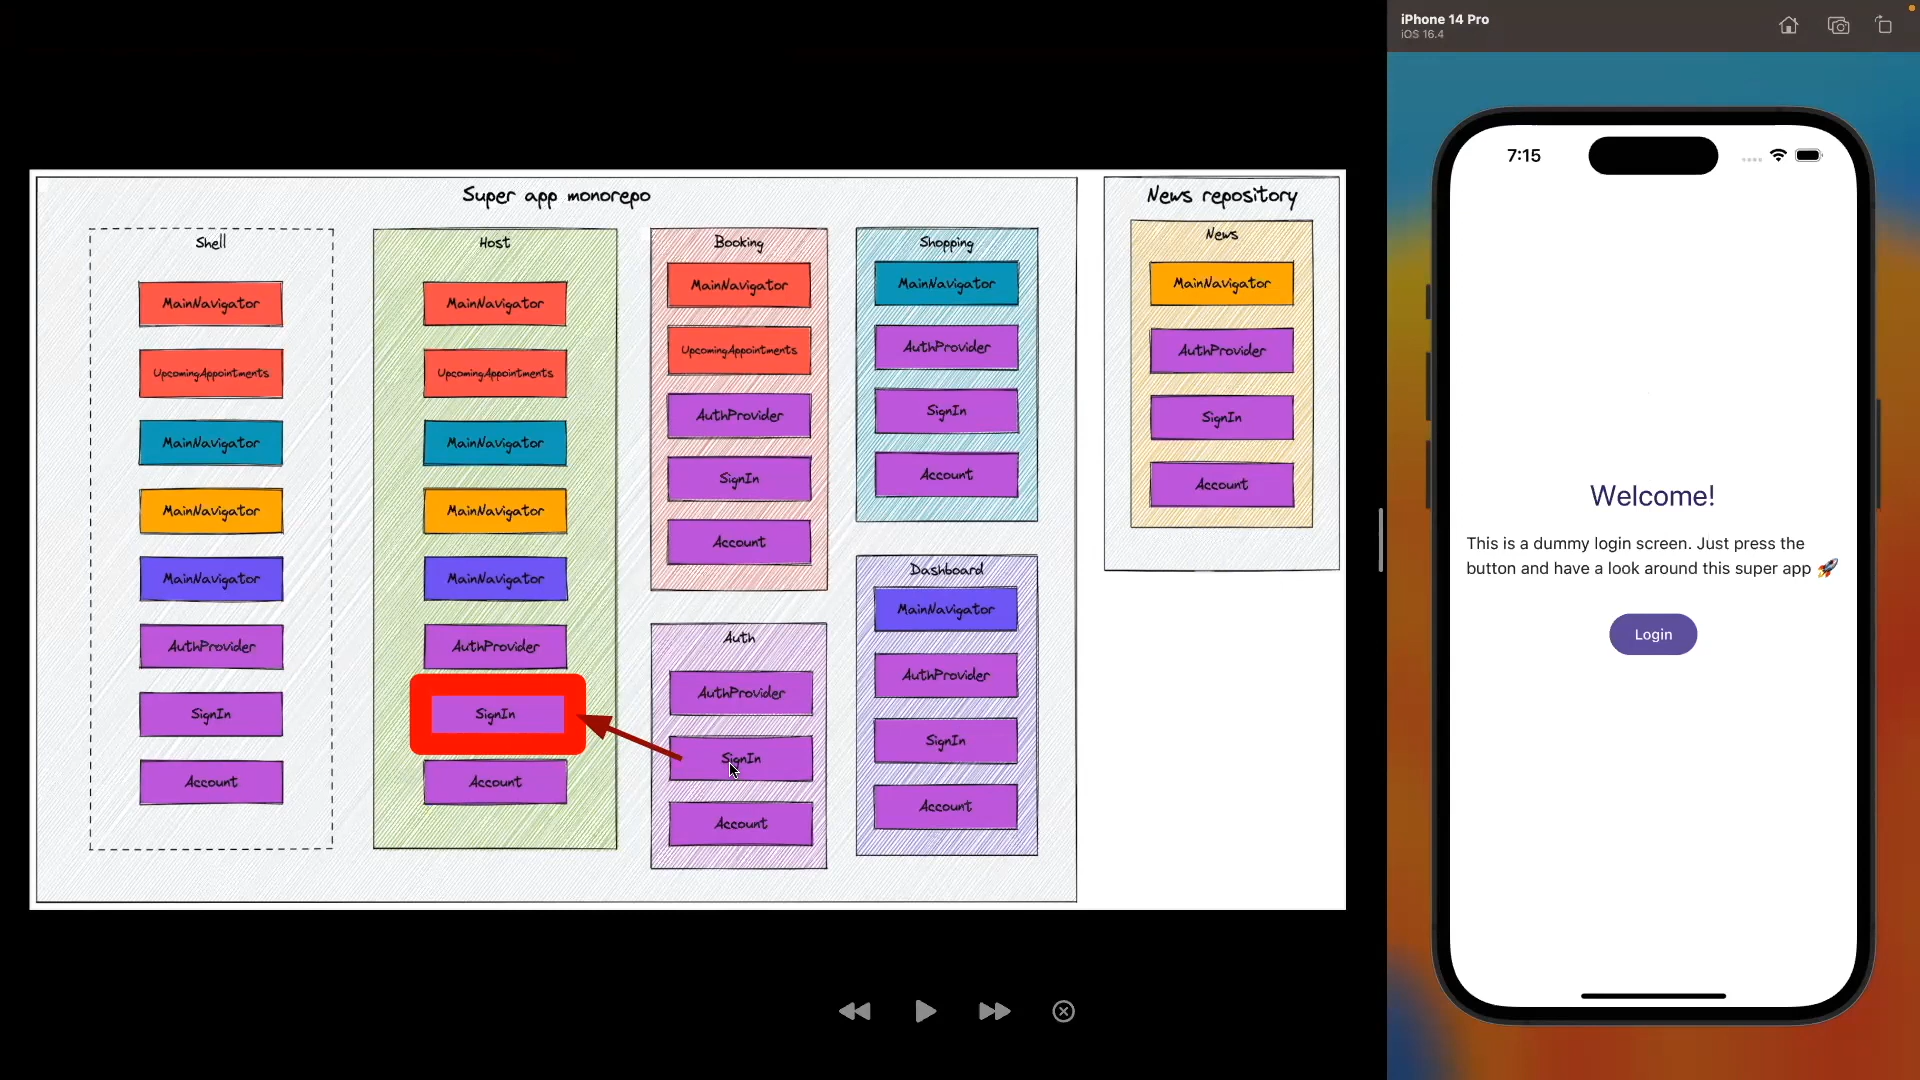 Super app monorepo
Shell
MainNavigator
UpcomingAppointments
MainNavigator
MainNavigator
MainNavigator
AuthProvider
SignIn
Account
Host
MainNavigator
UpcomingAppointments
MainNavigator
MainNavigator
MainNavigator
AuthProvider
SignIn
Account
Booking
MainNavigator
UpcomingAppointments
AuthProvider
SignIn
Account
Auth
AuthProvider
SignIn
Account
Shopping
MainNavigator
AuthProvider
SignIn
Account
Dashboard
MainNavigator
AuthProvider
SignIn
Account
News repository
News
MainNavigator
AuthProvider
SignIn
Account
iPhone 14 Pro
iOS 16.4
7:15
Welcome!
This is a dummy login screen. Just press the
button and have a look around this super app 🚀
Login